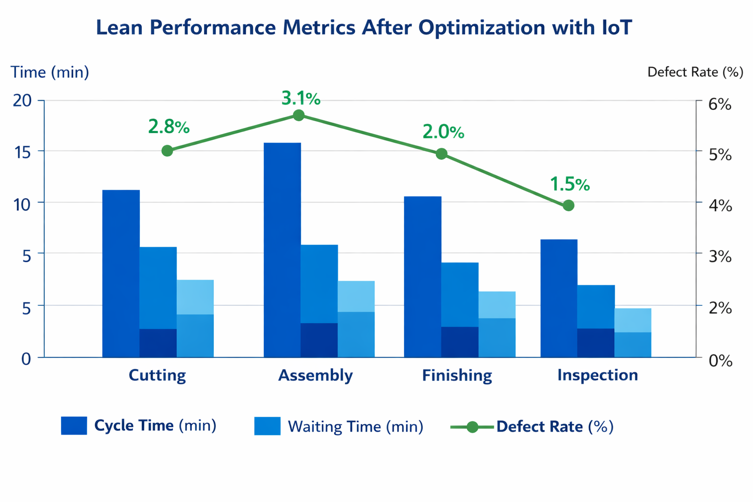 Lean Performance Metrics After Optimization with IoT
Time (min)
Defect Rate (%)
20
15
10
5
5
0
6%
5%
4%
3%
2%
0%
2.8%
3.1%
2.0%
1.5%
Cutting
Assembly
Finishing
Inspection
Cycle Time (min)
Waiting Time (min)
Defect Rate (%)